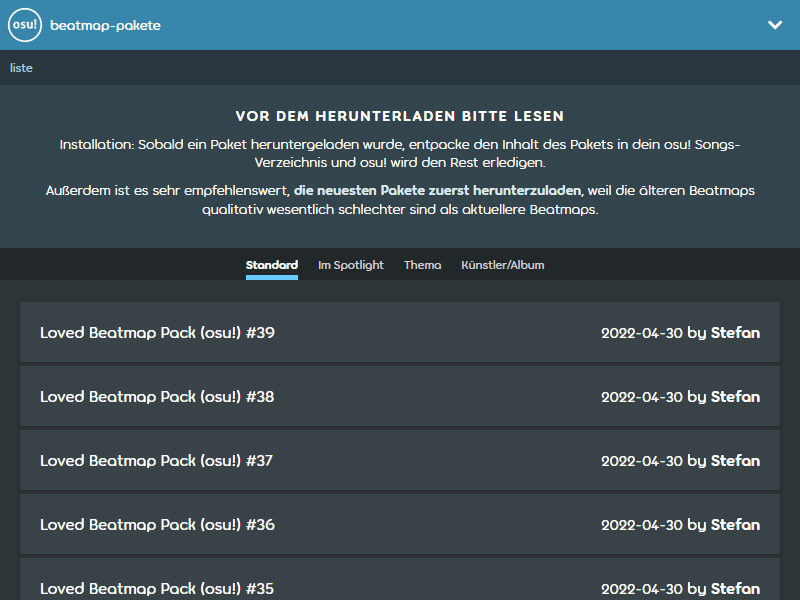 osu!
beatmap-pakete
liste
VOR DEM HERUNTERLADEN BITTE LESEN
Installation: Sobald ein Paket heruntergeladen wurde, entpacke den Inhalt des Pakets in dein osu! Songs-
Verzeichnis und osu! wird den Rest erledigen.
Außerdem ist es sehr empfehlenswert, die neuesten Pakete zuerst herunterzuladen, weil die älteren Beatmaps
qualitativ wesentlich schlechter sind als aktuellere Beatmaps.
Standard Im Spotlight Thema Künstler/Album
Loved Beatmap Pack (osu!) #39 2022-04-30 by Stefan
Loved Beatmap Pack (osu!) #38 2022-04-30 by Stefan
Loved Beatmap Pack (osu!) #37 2022-04-30 by Stefan
Loved Beatmap Pack (osu!) #36 2022-04-30 by Stefan
Loved Beatmap Pack (osu!) #35 2022-04-30 by Stefan